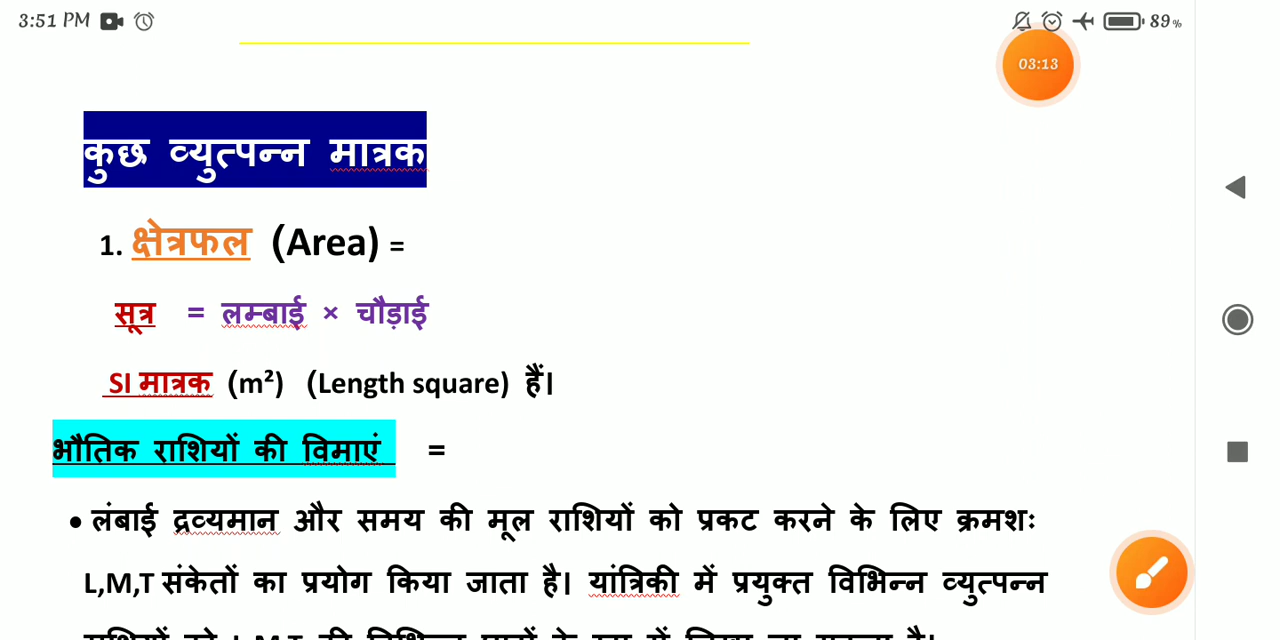 3:51 PM 89%
03:13
कुछ व्युत्पन्न मात्रक
1. क्षेत्रफल (Area) =
सूत्र = लम्बाई × चौड़ाई
SI मात्रक (m²) (Length square) हैं।
भौतिक राशियों की विमाएं =
• लंबाई द्रव्यमान और समय की मूल राशियों को प्रकट करने के लिए क्रमशः
L,M,T संकेतों का प्रयोग किया जाता है। यांत्रिकी में प्रयुक्त विभिन्न व्युत्पन्न